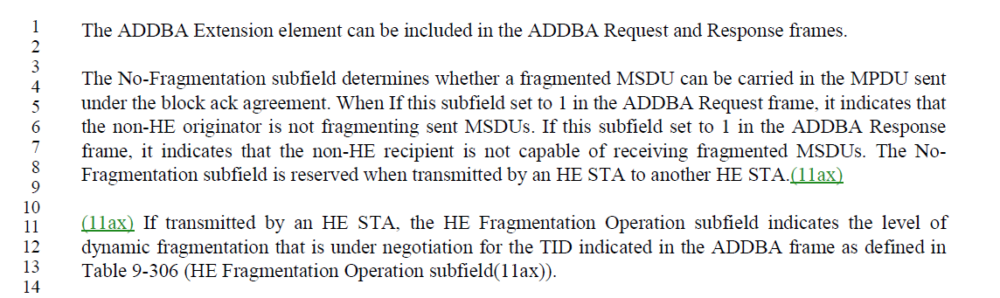 1 The ADDBA Extension element can be included in the ADDBA Request and Response frames.
2
3
4 The No-Fragmentation subfield determines whether a fragmented MSDU can be carried in the MPDU sent
5 under the block ack agreement. When If this subfield set to 1 in the ADDBA Request frame, it indicates that
6 the non-HE originator is not fragmenting sent MSDUs. If this subfield set to 1 in the ADDBA Response
7 frame, it indicates that the non-HE recipient is not capable of receiving fragmented MSDUs. The No-
8 Fragmentation subfield is reserved when transmitted by an HE STA to another HE STA.(11ax)
9
10
11 (11ax) If transmitted by an HE STA, the HE Fragmentation Operation subfield indicates the level of
12 dynamic fragmentation that is under negotiation for the TID indicated in the ADDBA frame as defined in
13 Table 9-306 (HE Fragmentation Operation subfield(11ax)).
14